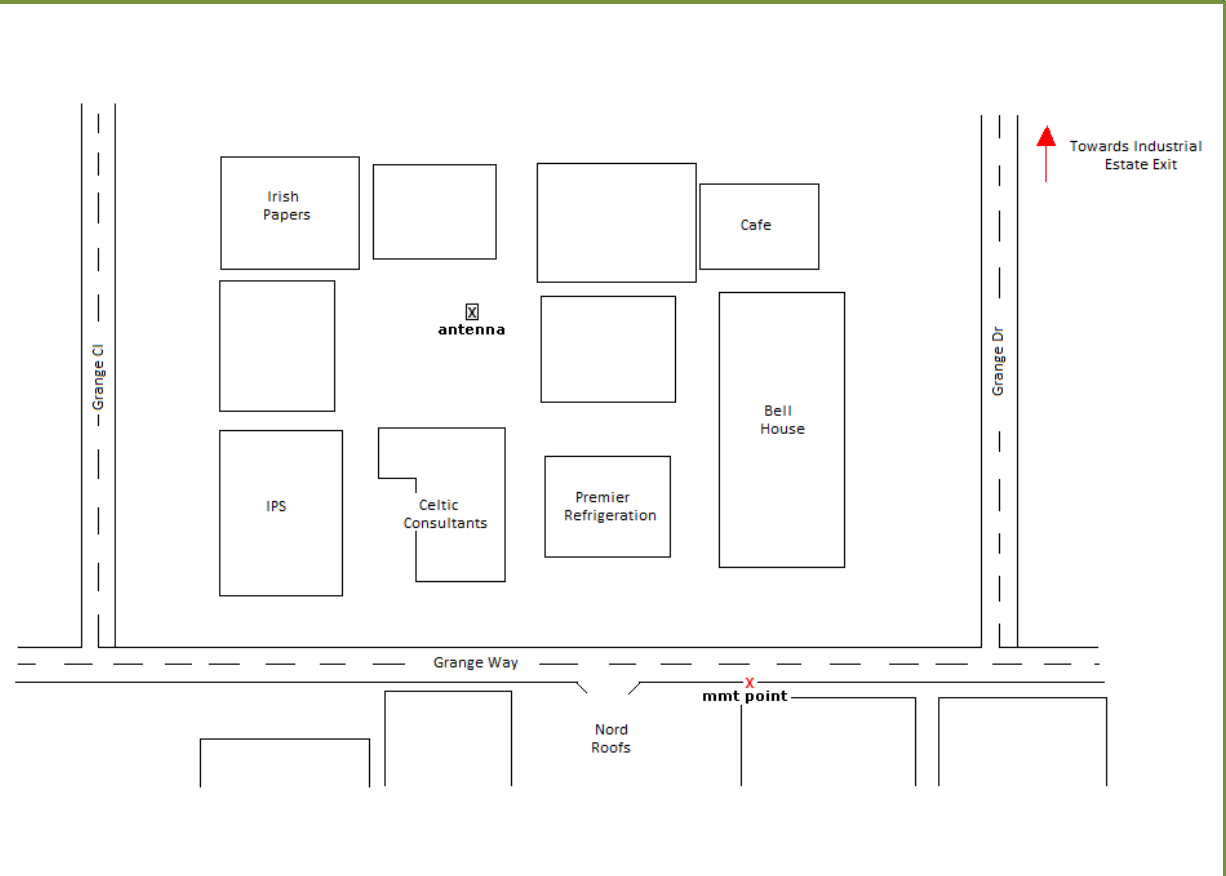 Towards Industrial
Estate Exit
Irish
Papers
Cafe
X
antenna
Grange Cl
Grange Dr
Bell
House
IPS
Celtic
Consultants
Premier
Refrigeration
Grange Way
X
mmt point
Nord
Roofs